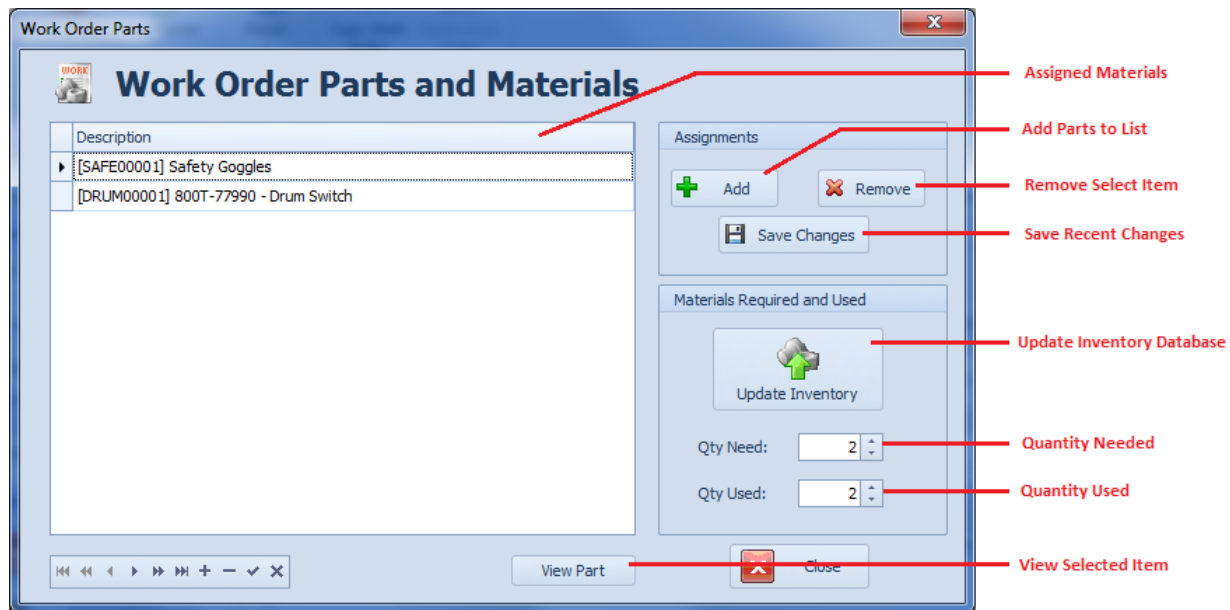 Work Order Parts
WORK
Work Order Parts and Materials
Assigned Materials
Description
[SAFE00001] Safety Goggles
[DRUM00001] 800T-77990 - Drum Switch
Assignments
Add Parts to List
Add
Remove
Remove Select Item
Save Changes
Save Recent Changes
Materials Required and Used
Update Inventory
Update Inventory Database
Qty Need: 2
Quantity Needed
Qty Used: 2
Quantity Used
View Part
Close
View Selected Item